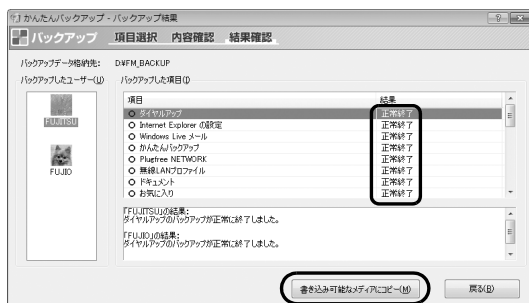 かんたんバックアップ - バックアップ結果
バックアップ 項目選択 内容確認 結果確認
バックアップデータ格納先: D:¥FM_BACKUP
バックアップしたユーザー(U) バックアップした項目(I)
項目 結果
ダイヤルアップ 正常終了
Internet Explorer の設定 正常終了
Windows Live メール 正常終了
かんたんバックアップ 正常終了
Plugfree NETWORK 正常終了
無線LANプロファイル 正常終了
ドキュメント 正常終了
お気に入り 正常終了
FUJITSU
FUJIO
「FUJITSU」の結果:
ダイヤルアップのバックアップが正常に終了しました。
「FUJIO」の結果:
ダイヤルアップのバックアップが正常に終了しました。
書き込み可能なメディアにコピー(M) 戻る(B)